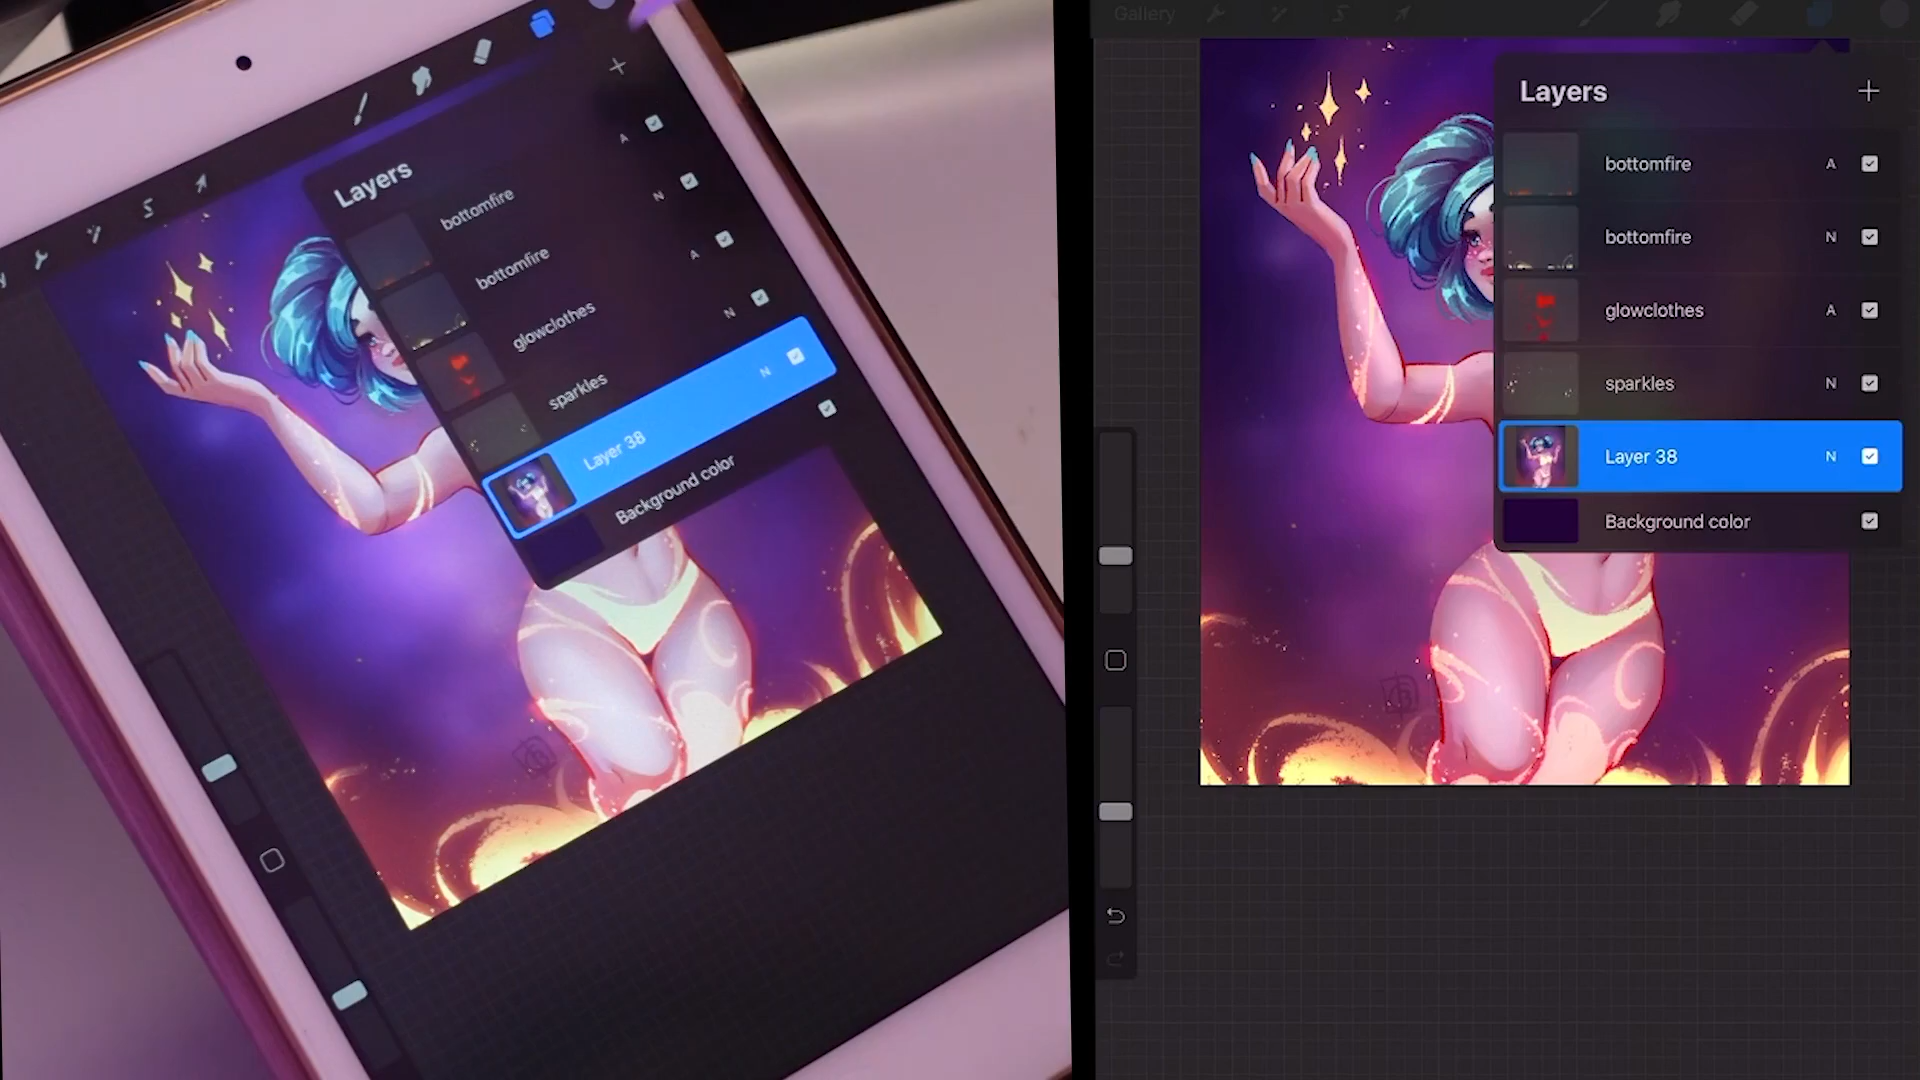 Layers
bottomfire
A
bottomfire
N
glowclothes
A
sparkles
N
Layer 38
N
Background color
Gallery
Layers
bottomfire
A
bottomfire
N
glowclothes
A
sparkles
N
Layer 38
N
Background color